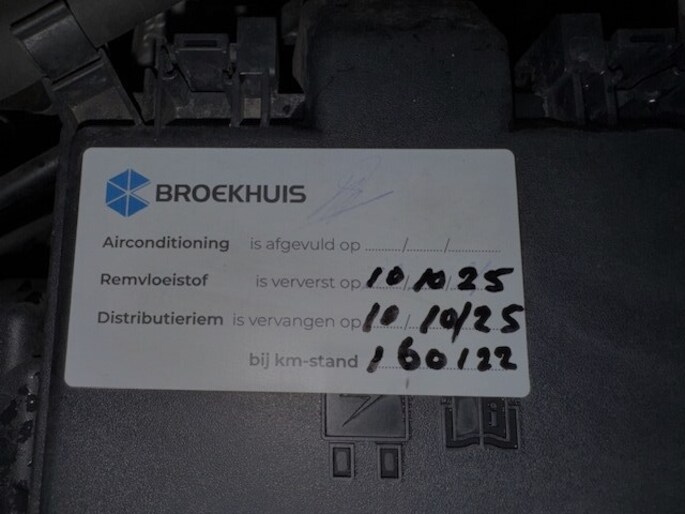 BROEKHUIS
Airconditioning is afgevuld op ......./......./.......
Remvloeistof is ververst op 10 10 25
Distributieriem is vervangen op 10 / 10/25
bij km-stand 160122